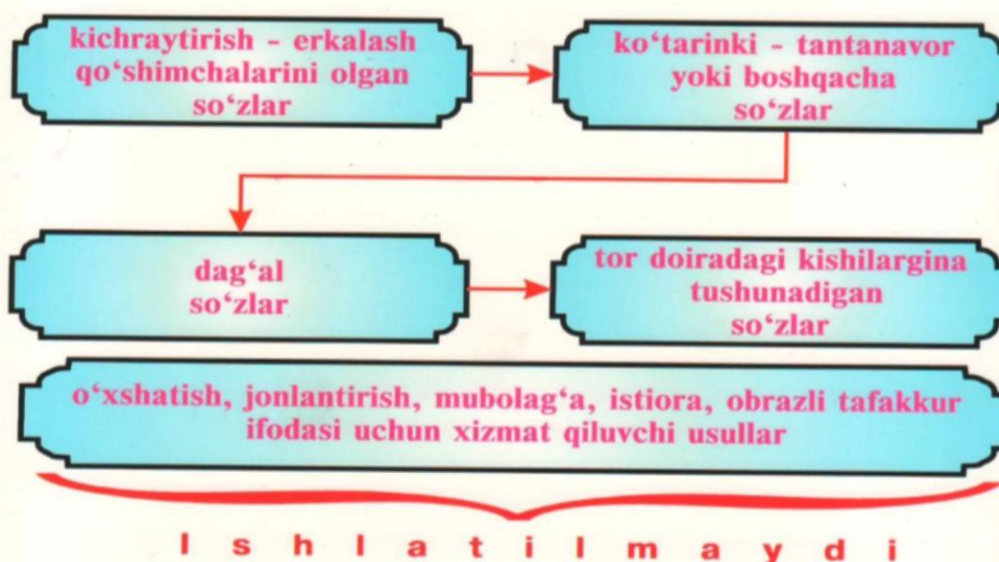 kichraytirish - erkalash
qo‘shimchalarini olgan
so‘zlar
ko‘tarinki - tantanavor
yoki boshqacha
so‘zlar
dag‘al
so‘zlar
tor doiradagi kishilargina
tushunadigan
so‘zlar
o‘xshatish, jonlantirish, mubolag‘a, istiora, obrazli tafakkur
ifodasi uchun xizmat qiluvchi usullar
Ishlatilmaydi